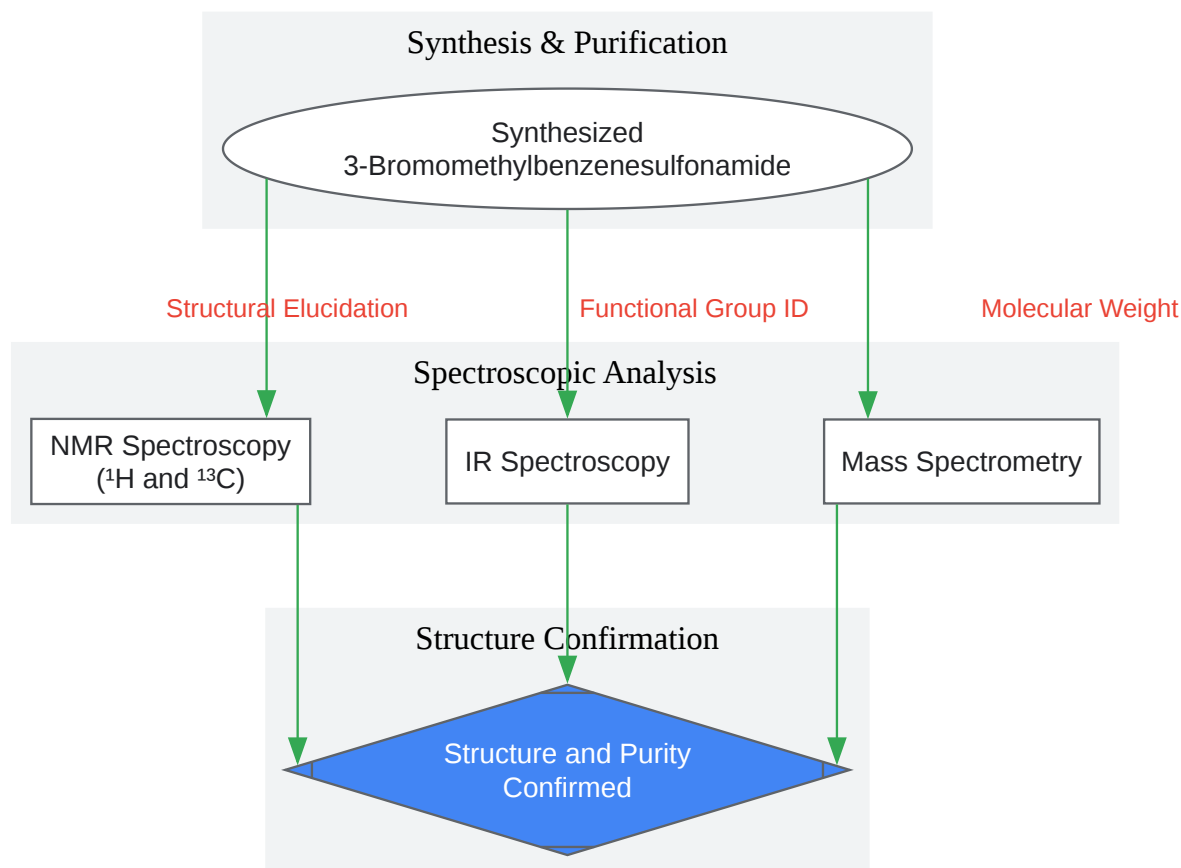 Synthesis & Purification
Synthesized
3-Bromomethylbenzenesulfonamide
Structural Elucidation
Functional Group ID
Molecular Weight
Spectroscopic Analysis
NMR Spectroscopy
(¹H and ¹³C)
IR Spectroscopy
Mass Spectrometry
Structure Confirmation
Structure and Purity
Confirmed